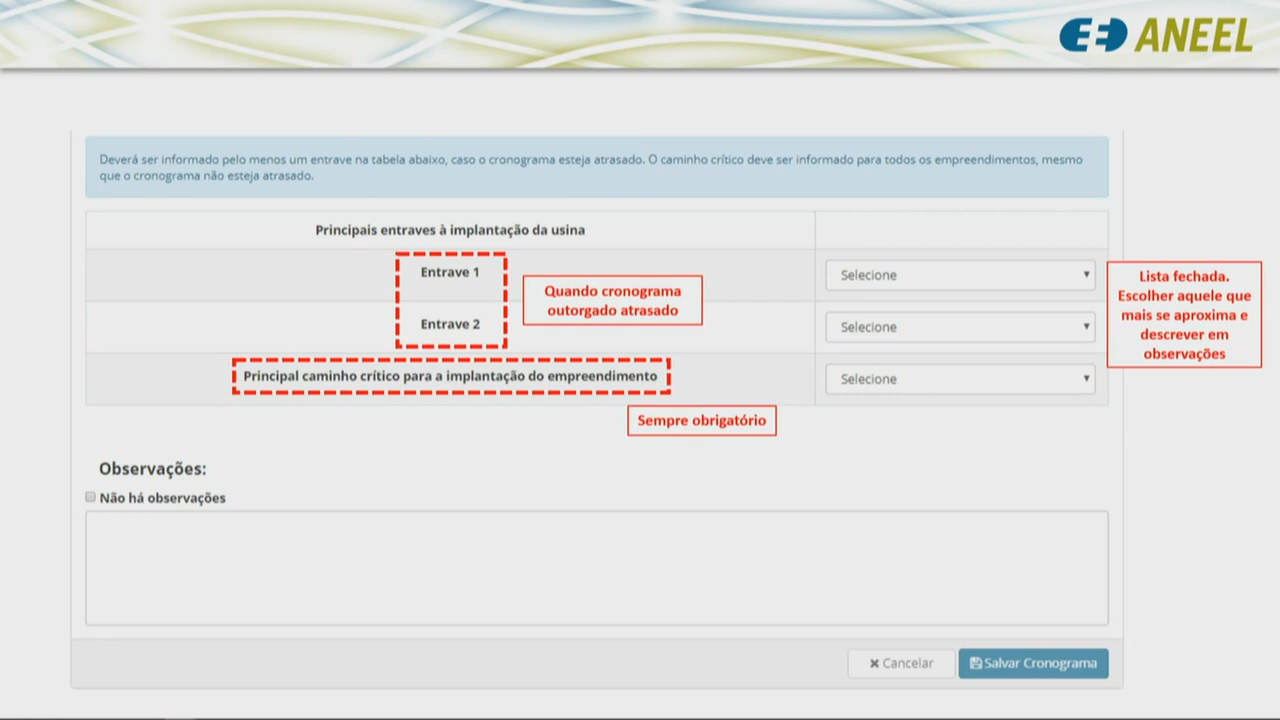 ANEEL
Deverá ser informado pelo menos um entrave na tabela abaixo, caso o cronograma esteja atrasado. O caminho crítico deve ser informado para todos os empreendimentos, mesmo
que o cronograma não esteja atrasado.
Principais entraves à implantação da usina
Entrave 1
Selecione
Quando cronograma
outorgado atrasado
Entrave 2
Selecione
Lista fechada.
Escolher aquele que
mais se aproxima e
descrever em
observações
Principal caminho crítico para a implantação do empreendimento
Selecione
Sempre obrigatório
Observações:
Não há observações
Cancelar
Salvar Cronograma